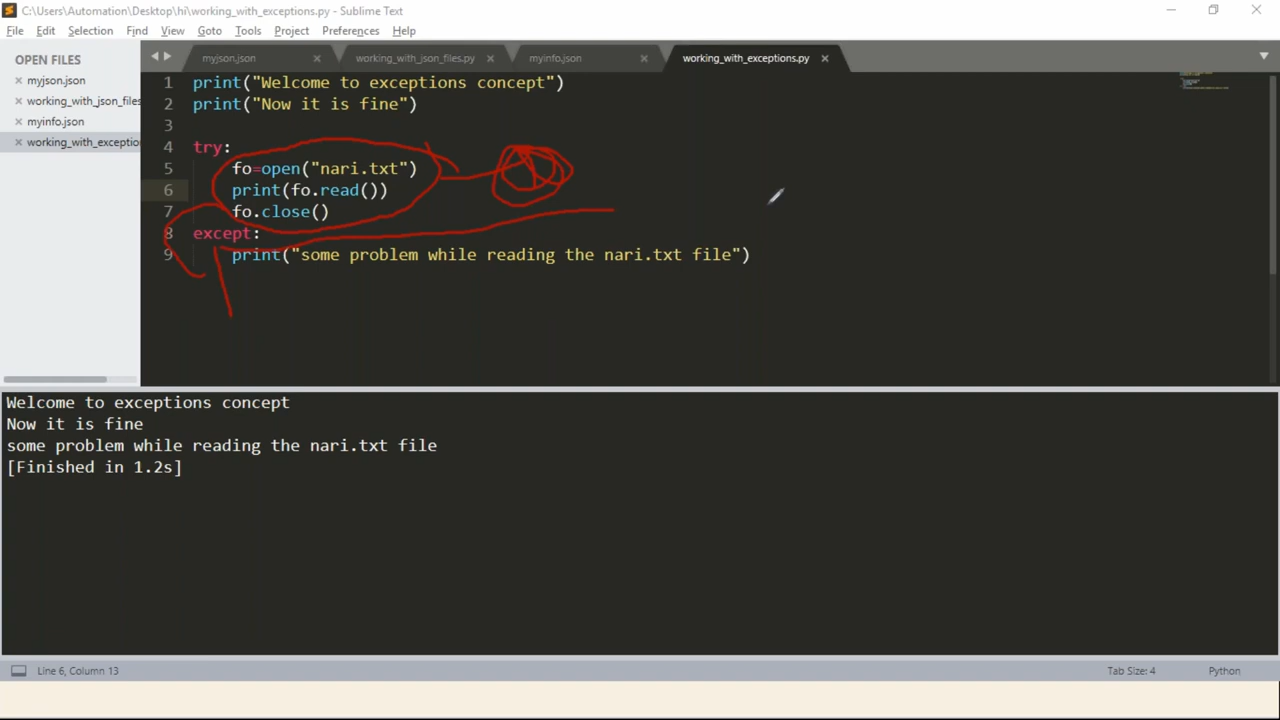 C:\Users\Automation\Desktop\hi\working_with_exceptions.py - Sublime Text
File Edit Selection Find View Goto Tools Project Preferences Help
OPEN FILES
myjson.json
working_with_json_files
myinfo.json
working_with_exceptio
myjson.json working_with_json_files.py myinfo.json working_with_exceptions.py
1 print("Welcome to exceptions concept")
2 print("Now it is fine")
3
4 try:
5     fo=open("nari.txt")
6     print(fo.read())
7     fo.close()
8 except:
9     print("some problem while reading the nari.txt file")
Welcome to exceptions concept
Now it is fine
some problem while reading the nari.txt file
[Finished in 1.2s]
Line 6, Column 13 Tab Size: 4 Python